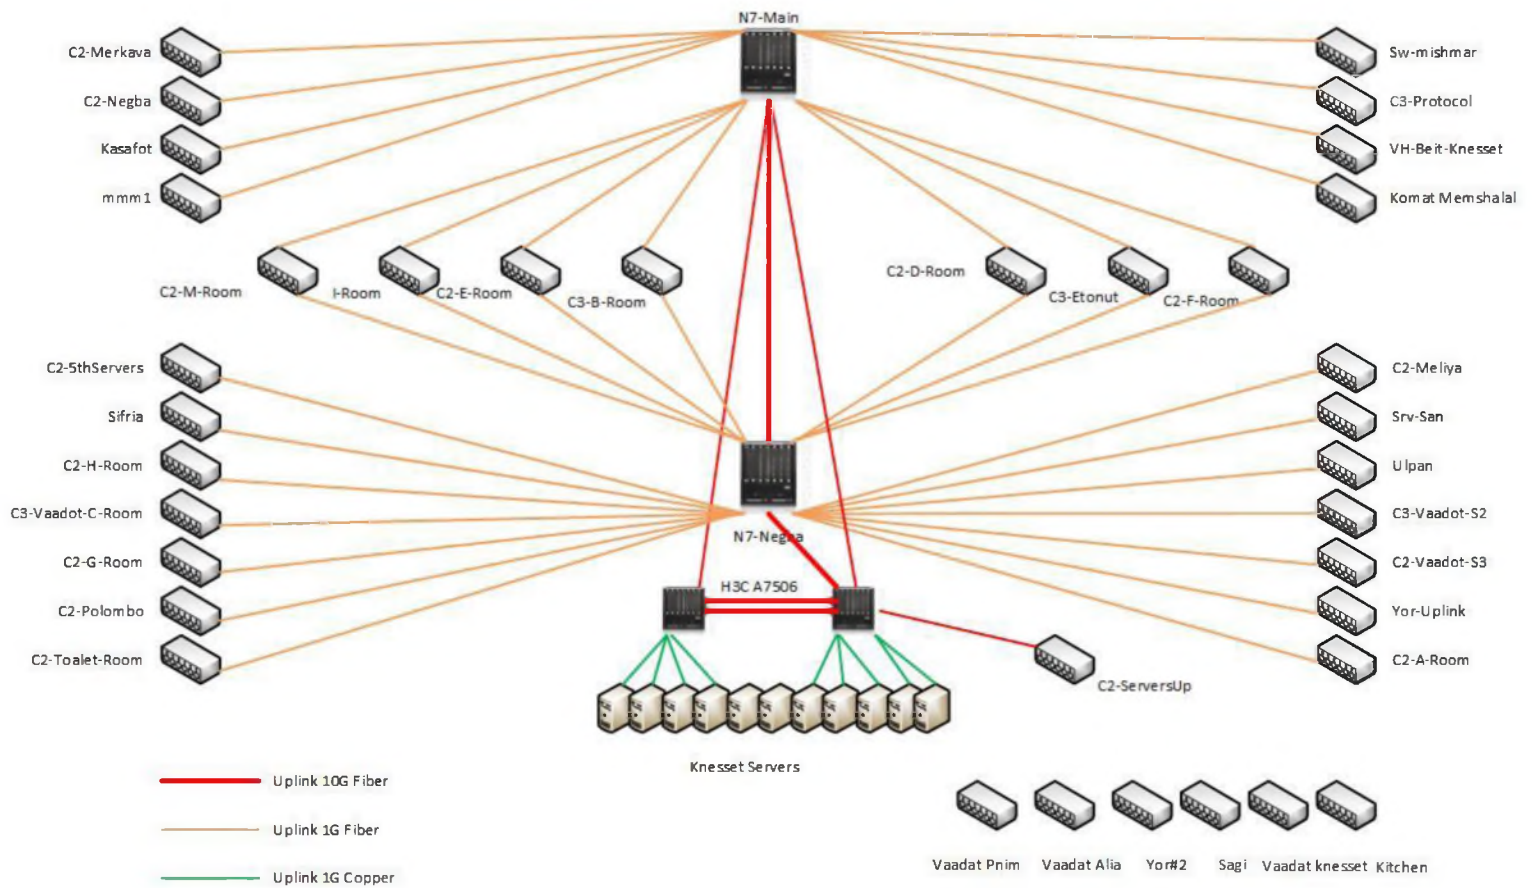 N7-Main
C2-Merkava
Sw-mishmar
C2-Negba
C3-Protocol
Kasafot
VH-Beit-Knesset
mmm1
Komat Memshalal
C2-M-Room
I-Room
C2-E-Room
C3-B-Room
C2-D-Room
C3-Etonut
C2-F-Room
C2-5thServers
C2-Meliya
Sifria
Srv-San
C2-H-Room
Ulpan
C3-Vaadot-C-Room
C3-Vaadot-S2
N7-Negba
C2-G-Room
C2-Vaadot-S3
H3C A7506
C2-Polombo
Yor-Uplink
C2-Toalet-Room
C2-A-Room
C2-ServersUp
Knesset Servers
Uplink 10G Fiber
Uplink 1G Fiber
Uplink 1G Copper
Vaadat Pnim
Vaadat Alia
Yor#2
Sagi
Vaadat knesset
Kitchen